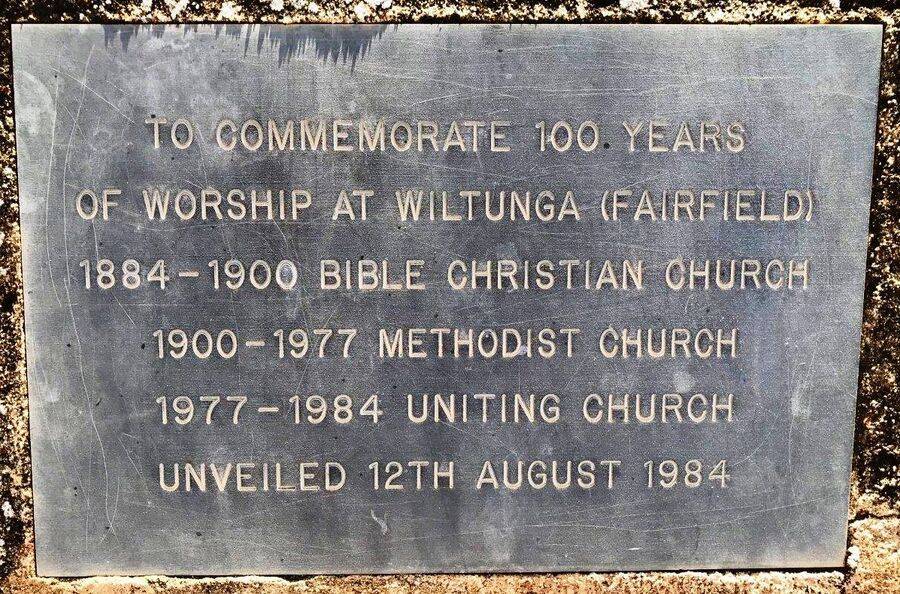 TO COMMEMORATE 100 YEARS
OF WORSHIP AT WILTUNGA (FAIRFIELD)
1884-1900 BIBLE CHRISTIAN CHURCH
1900-1977 METHODIST CHURCH
1977-1984 UNITING CHURCH
UNVEILED 12TH AUGUST 1984